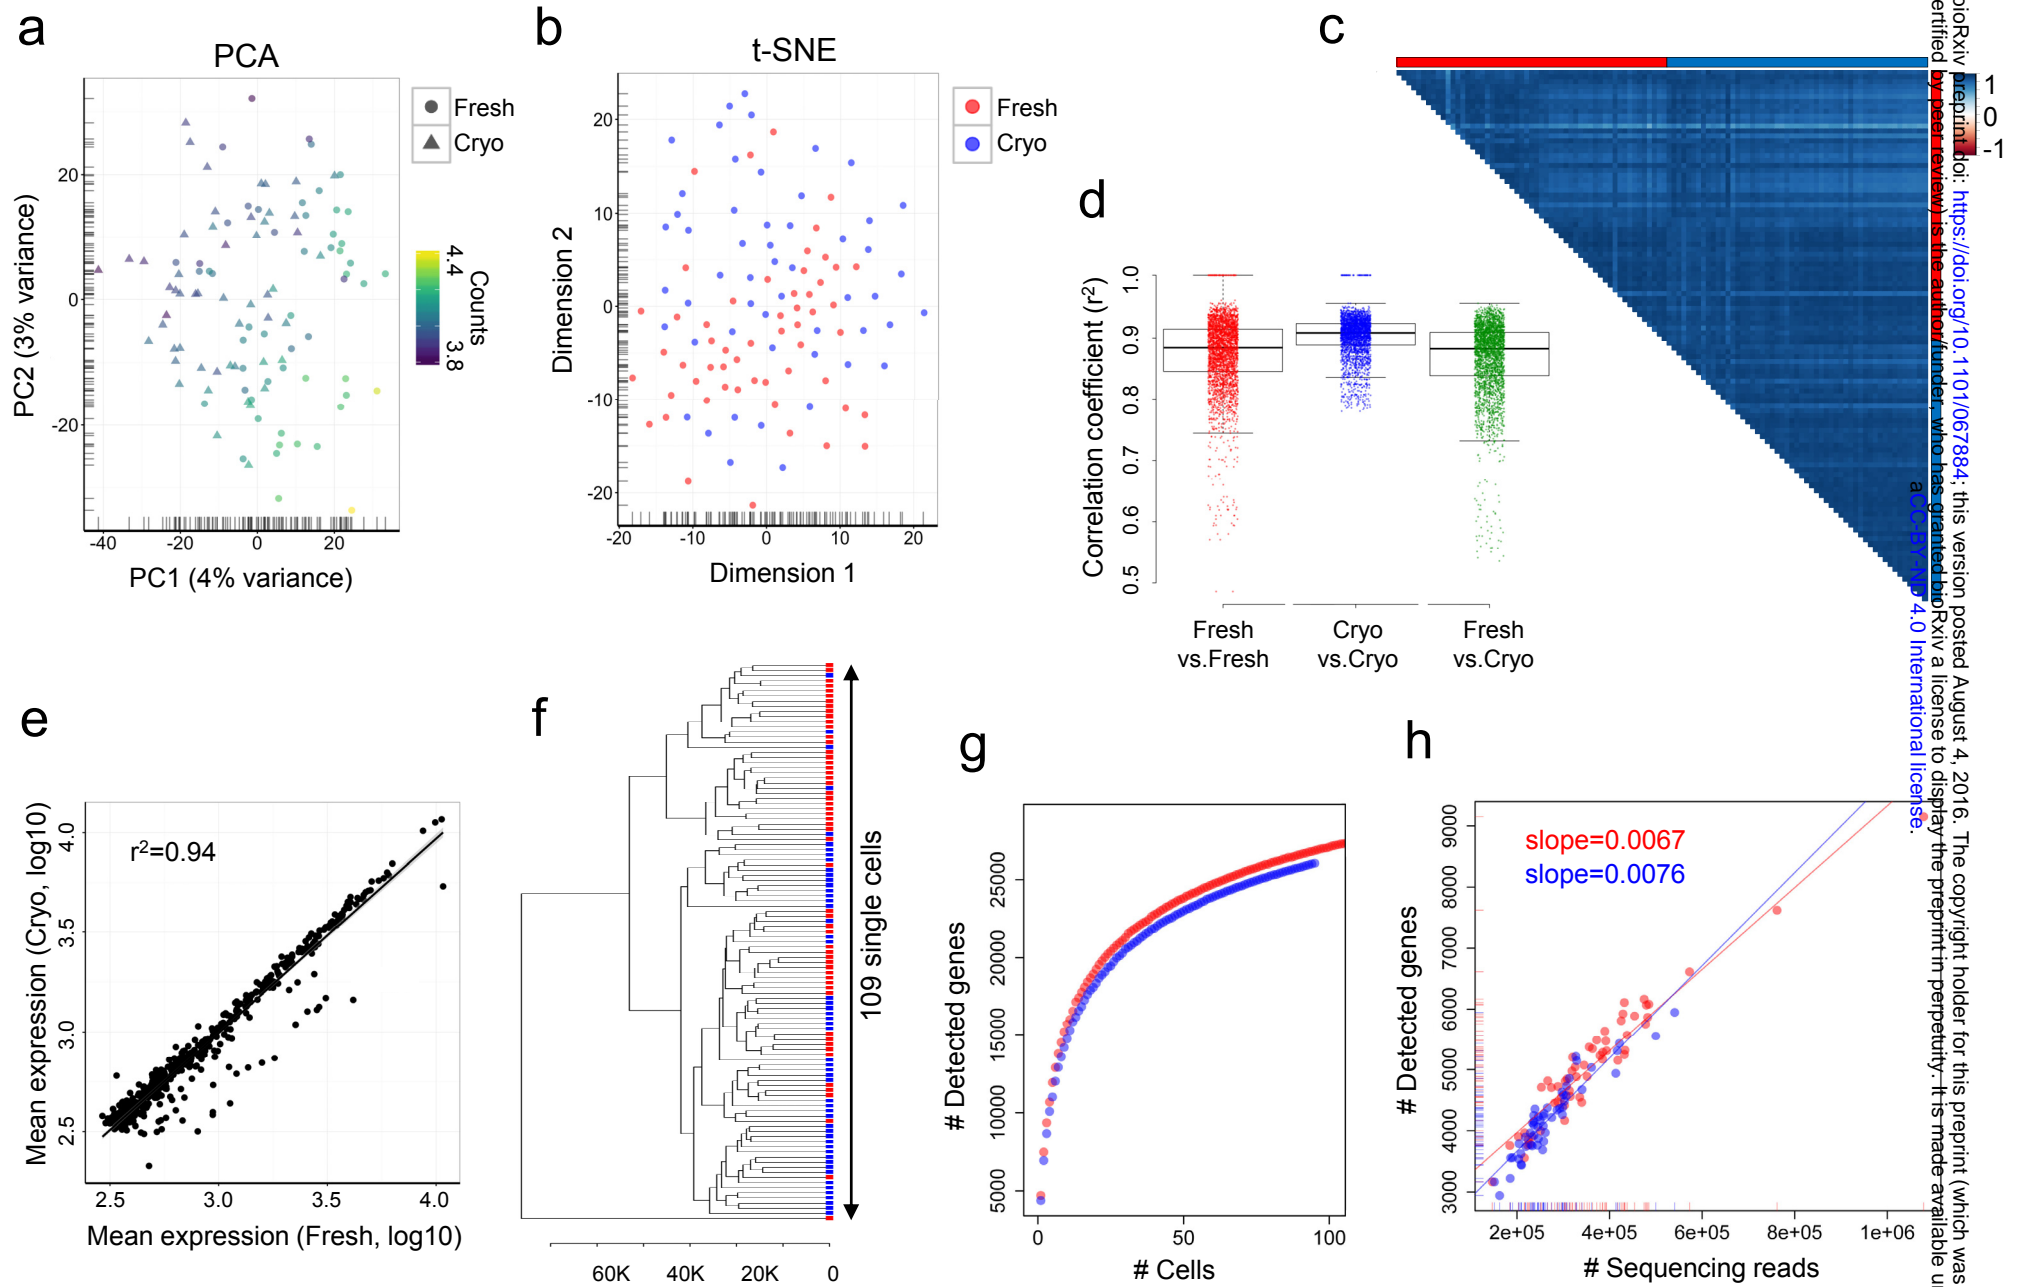 a
PCA
Fresh
Cryo
PC2 (3% variance)
20
0
-20
-40
-20
0
20
PC1 (4% variance)
4.4
3.8
Counts
b
t-SNE
Fresh
Cryo
Dimension 2
20
10
0
-10
-20
-20
-10
0
10
20
Dimension 1
c
1
0
-1
d
Correlation coefficient (r2)
1.0
0.9
0.8
0.7
0.6
0.5
Fresh
vs.Fresh
Cryo
vs.Cryo
Fresh
vs.Cryo
e
r2=0.94
Mean expression (Cryo, log10)
4.0
3.5
3.0
2.5
2.5
3.0
3.5
4.0
Mean expression (Fresh, log10)
f
109 single cells
60K
40K
20K
0
g
# Detected genes
25000
20000
15000
10000
5000
0
50
100
# Cells
h
slope=0.0067
slope=0.0076
# Detected genes
9000
8000
7000
6000
5000
4000
3000
2e+05
4e+05
6e+05
8e+05
1e+06
# Sequencing reads
bioRxiv preprint doi: https://doi.org/10.1101/067884; this version posted August 4, 2016. The copyright holder for this preprint (which was
ertified by peer review) is the author/funder, who has granted bioRxiv a license to display the preprint in perpetuity. It is made available
aCC-BY-ND 4.0 International license.